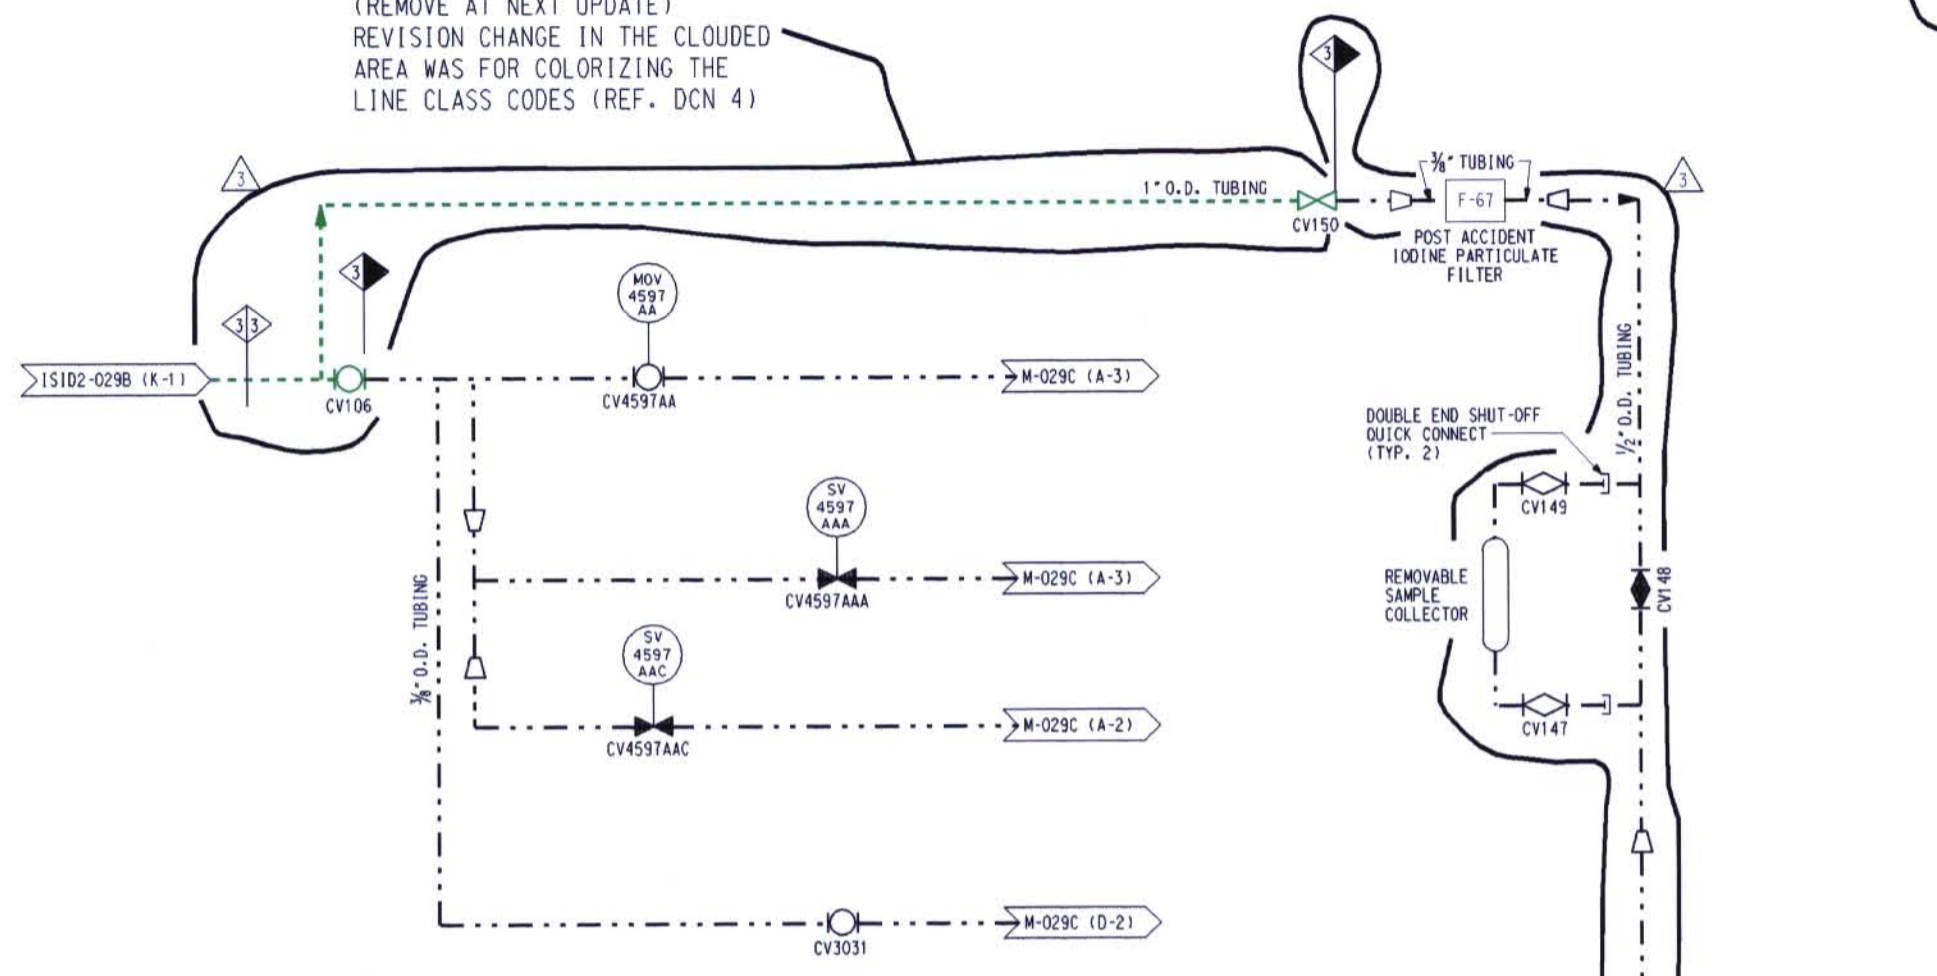 (REMOVE AT NEXT UPDATE)
REVISION CHANGE IN THE CLOUDED
AREA WAS FOR COLORIZING THE
LINE CLASS CODES (REF. DCN 4)
3
3
3
1" O.D. TUBING
3/8" TUBING
F-67
CV150
POST ACCIDENT
IODINE PARTICULATE
FILTER
3
3 3
ISID2-029B (K-1)
CV106
MOV
4597
AA
CV4597AA
M-029C (A-3)
1/2" O.D. TUBING
DOUBLE END SHUT-OFF
QUICK CONNECT
(TYP. 2)
CV149
SV
4597
AAA
CV4597AAA
M-029C (A-3)
REMOVABLE
SAMPLE
COLLECTOR
CV148
3/8" O.D. TUBING
SV
4597
AAC
CV4597AAC
M-029C (A-2)
CV147
CV3031
M-029C (D-2)